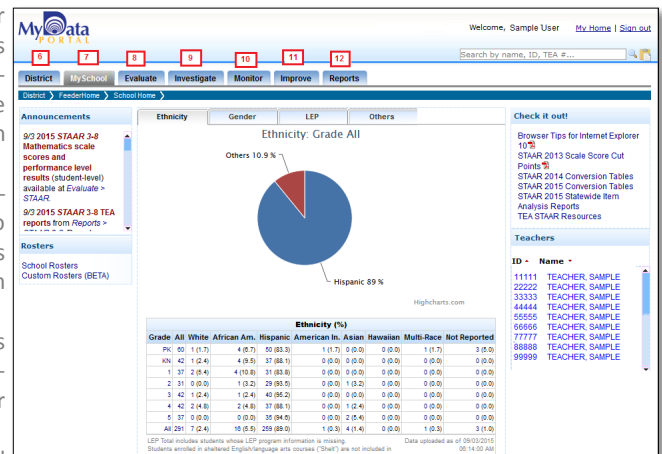 My Data
PORTAL
Welcome, Sample User My Home | Sign out
Search by name, ID, TEA #...
6 7 8 9 10 11 12
District MySchool Evaluate Investigate Monitor Improve Reports
District FeederHome School Home
Announcements
9/3 2015 STAAR 3-8
Mathematics scale
scores and
performance level
results (student-level)
available at Evaluate >
STAAR.
9/3 2015 STAAR 3-8 TEA
reports from Reports >
Rosters
School Rosters
Custom Rosters (BETA)
Ethnicity Gender LEP Others
Ethnicity: Grade All
Others 10.9 %
Hispanic 89 %
Highcharts.com
Ethnicity (%)
Grade All White African Am. Hispanic American In. Asian Hawaiian Multi-Race Not Reported
PK 60 1 (1.7) 4 (6.7) 50 (83.3) 1 (1.7) 0 (0.0) 0 (0.0) 1 (1.7) 3 (5.0)
KN 42 1 (2.4) 4 (9.5) 37 (88.1) 0 (0.0) 0 (0.0) 0 (0.0) 0 (0.0) 0 (0.0)
1 37 2 (5.4) 4 (10.8) 31 (83.8) 0 (0.0) 0 (0.0) 0 (0.0) 0 (0.0) 0 (0.0)
2 31 0 (0.0) 1 (3.2) 29 (93.5) 0 (0.0) 1 (3.2) 0 (0.0) 0 (0.0) 0 (0.0)
3 42 1 (2.4) 1 (2.4) 40 (95.2) 0 (0.0) 0 (0.0) 0 (0.0) 0 (0.0) 0 (0.0)
4 42 2 (4.8) 2 (4.8) 37 (88.1) 0 (0.0) 1 (2.4) 0 (0.0) 0 (0.0) 0 (0.0)
5 37 0 (0.0) 0 (0.0) 35 (94.6) 0 (0.0) 2 (5.4) 0 (0.0) 0 (0.0) 0 (0.0)
All 291 7 (2.4) 16 (5.5) 259 (89.0) 1 (0.3) 4 (1.4) 0 (0.0) 1 (0.3) 3 (1.0)
LEP Total includes students whose LEP program information is missing.
Students enrolled in sheltered English/language arts courses ("Shelt") are not included in
Data uploaded as of 09/03/2015
06:14:00 AM
Check it out!
Browser Tips for Internet Explorer
10
STAAR 2013 Scale Score Cut
Points
STAAR 2014 Conversion Tables
STAAR 2015 Conversion Tables
STAAR 2015 Statewide Item
Analysis Reports
TEA STAAR Resources
Teachers
ID Name
11111 TEACHER, SAMPLE
22222 TEACHER, SAMPLE
33333 TEACHER, SAMPLE
44444 TEACHER, SAMPLE
55555 TEACHER, SAMPLE
66666 TEACHER, SAMPLE
77777 TEACHER, SAMPLE
88888 TEACHER, SAMPLE
99999 TEACHER, SAMPLE